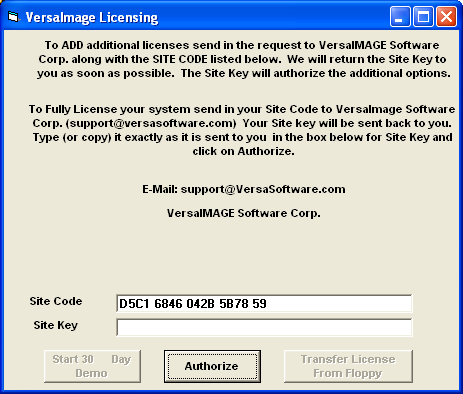 VersaImage Licensing
To ADD additional licenses send in the request to VersaIMAGE Software
Corp. along with the SITE CODE listed below.  We will return the Site Key to
you as soon as possible.  The Site Key will authorize the additional options.
To Fully License your system send in your Site Code to VersaImage Software
Corp. (support@versasoftware.com)  Your Site key will be sent back to you.
Type (or copy) it exactly as it is sent to you  in the box below for Site Key and
click on Authorize.
E-Mail: support@VersaSoftware.com
VersaIMAGE Software Corp.
Site Code
D5C1 6846 042B 5B78 59
Site Key
Start 30    Day
Demo
Authorize
Transfer License
From Floppy